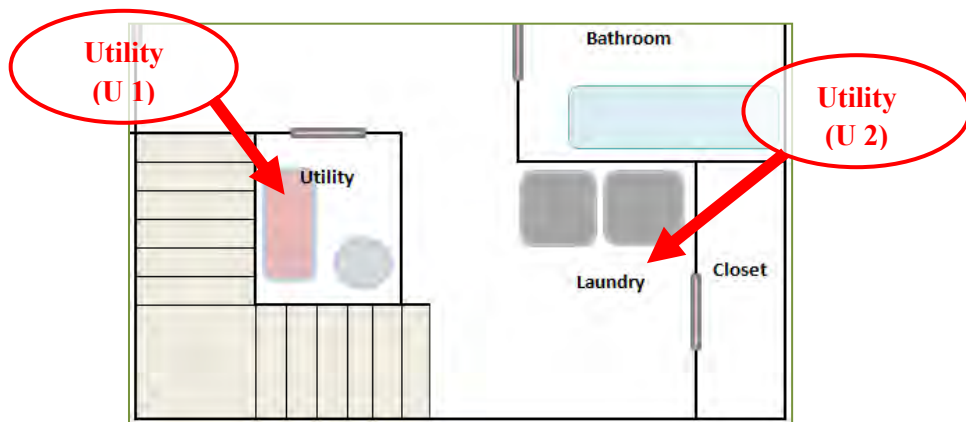 Utility
(U 1)
Bathroom
Utility
(U 2)
Utility
Laundry
Closet